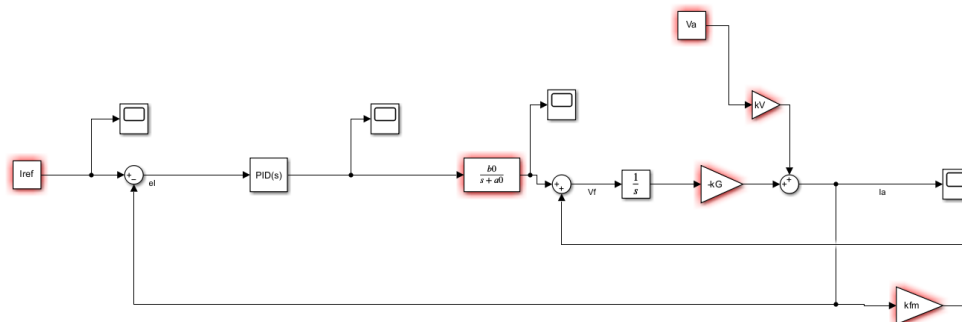 Va
kV
Iref
+
−
eI
PID(s)
b0
s + a0
+
+
Vf
1
s
-kG
+
+
Ia
kfm